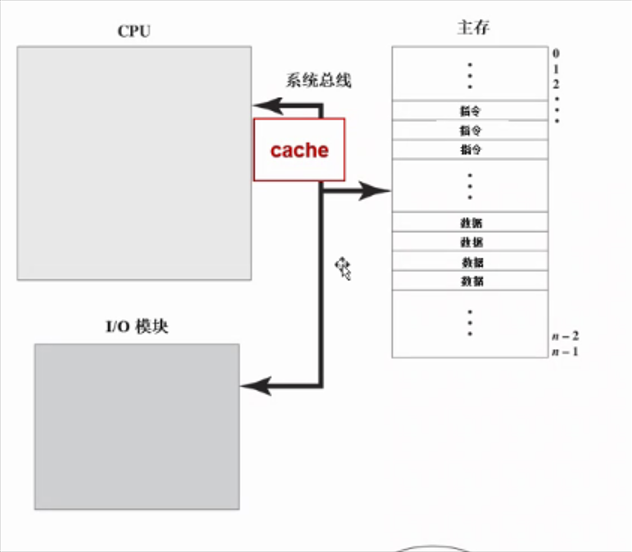 CPU
主存
系统总线
cache
0
1
2
指令
指令
指令
数据
数据
数据
数据
n – 2
n – 1
I/O 模块